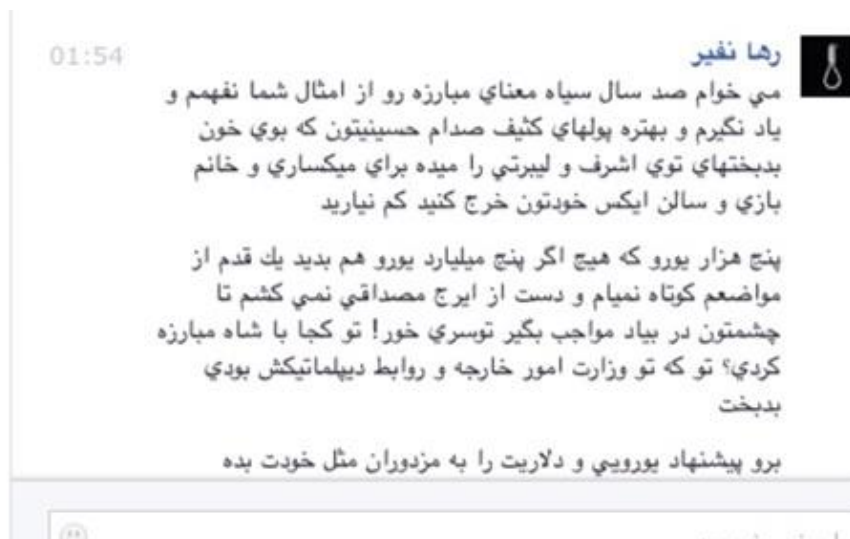 رها نفیر
01:54
مي خوام صد سال سياه معناي مبارزه رو از امثال شما نفهمم و
ياد نگيرم و بهتره پولهاي كثيف صدام حسينيتون كه بوي خون
بدبختهاي توي اشرف و ليبرتي را ميده براي ميكساري و خانم
بازي و سالن ايكس خودتون خرج كنيد كم نياريد
پنج هزار يورو كه هيچ اگر پنج ميليارد يورو هم بديد يك قدم از
مواضعم كوتاه نميام و دست از ايرج مصداقي نمي كشم تا
چشمتون در بياد مواجب بگير توسري خور! تو كجا با شاه مبارزه
كردي؟ تو كه تو وزارت امور خارجه و روابط ديپلماتيكش بودي
بدبخت
برو پيشنهاد يورويي و دلاريت را به مزدوران مثل خودت بده